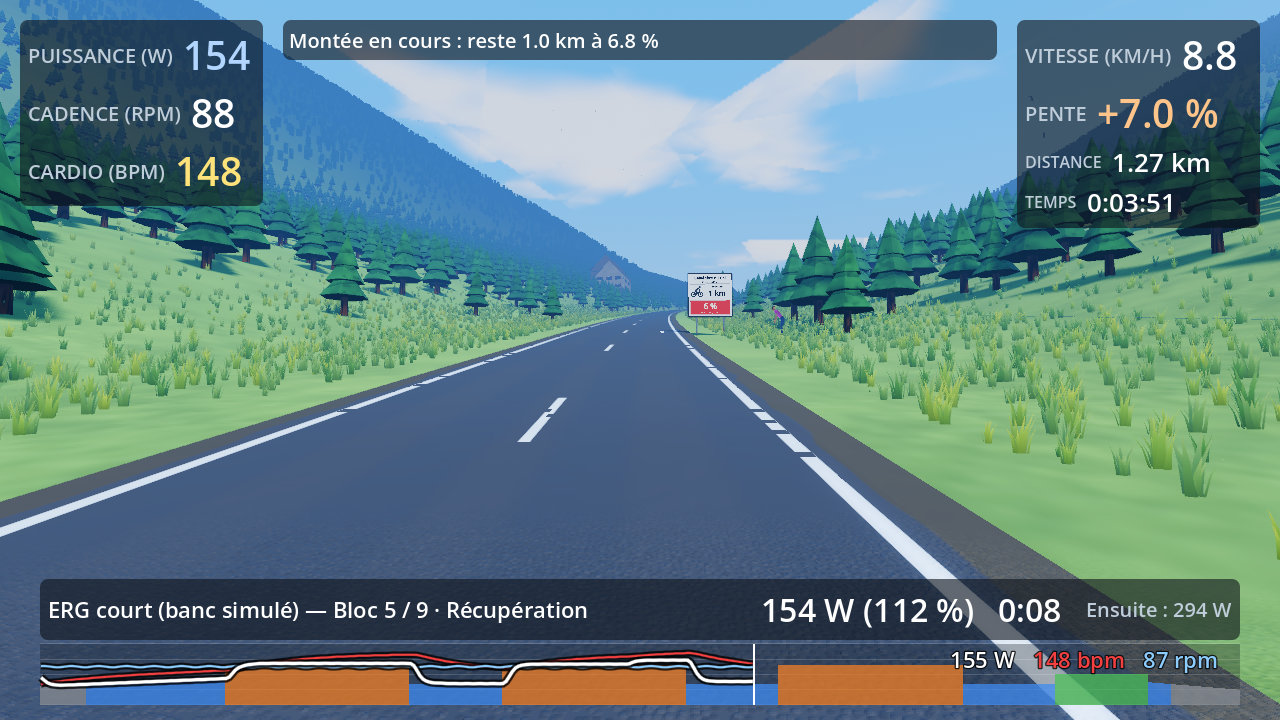 PUISSANCE (W) 154
CADENCE (RPM) 88
CARDIO (BPM) 148
Montée en cours : reste 1.0 km à 6.8 %
VITESSE (KM/H) 8.8
PENTE +7.0 %
DISTANCE 1.27 km
TEMPS 0:03:51
1 km
6 %
ERG court (banc simulé) — Bloc 5 / 9 · Récupération
154 W (112 %) 0:08 Ensuite : 294 W
155 W 148 bpm 87 rpm